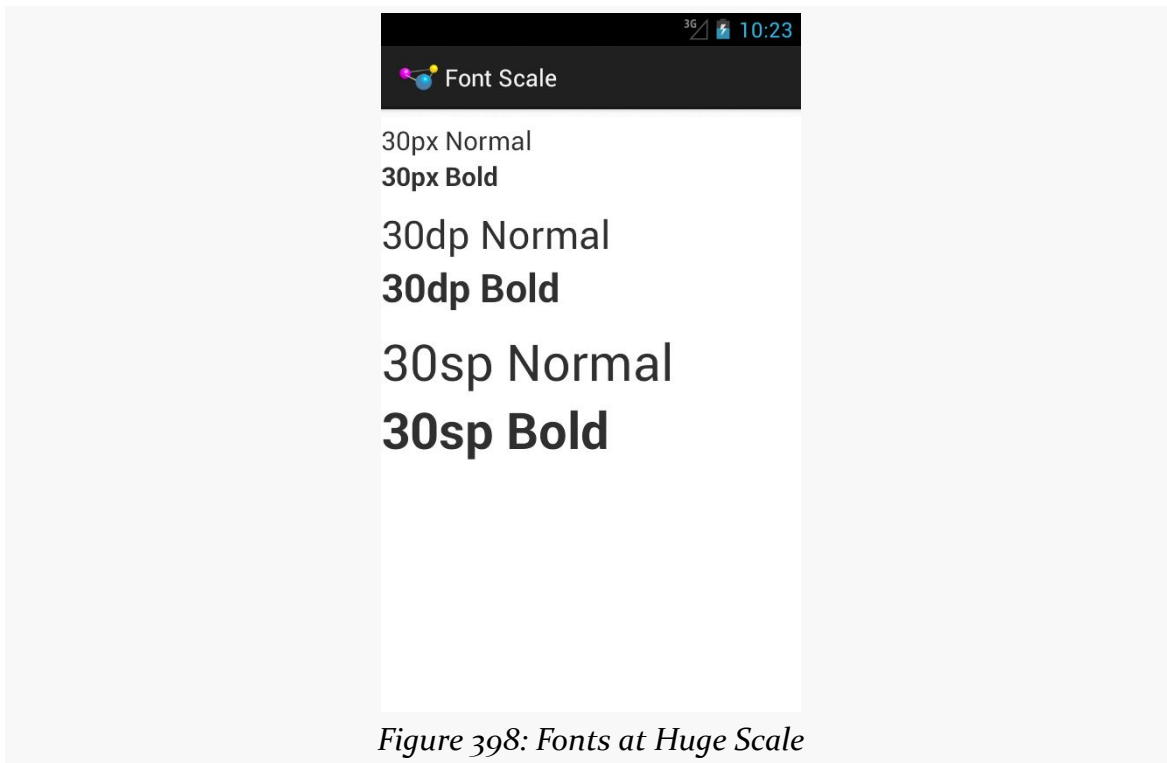 3G 10:23
Font Scale
30px Normal
30px Bold
30dp Normal
30dp Bold
30sp Normal
30sp Bold
Figure 398: Fonts at Huge Scale